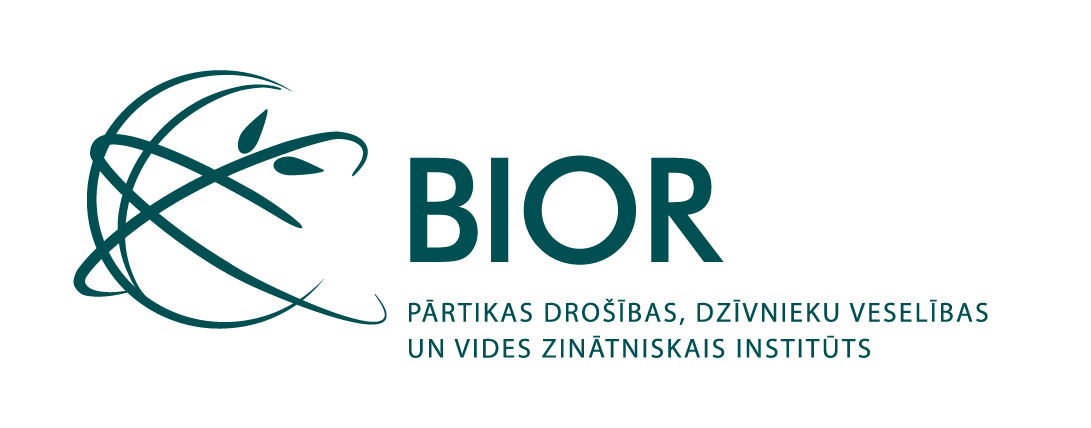 BIOR
PĀRTIKAS DROŠĪBAS, DZĪVNIEKU VESELĪBAS
UN VIDES ZINĀTNISKAIS INSTITŪTS